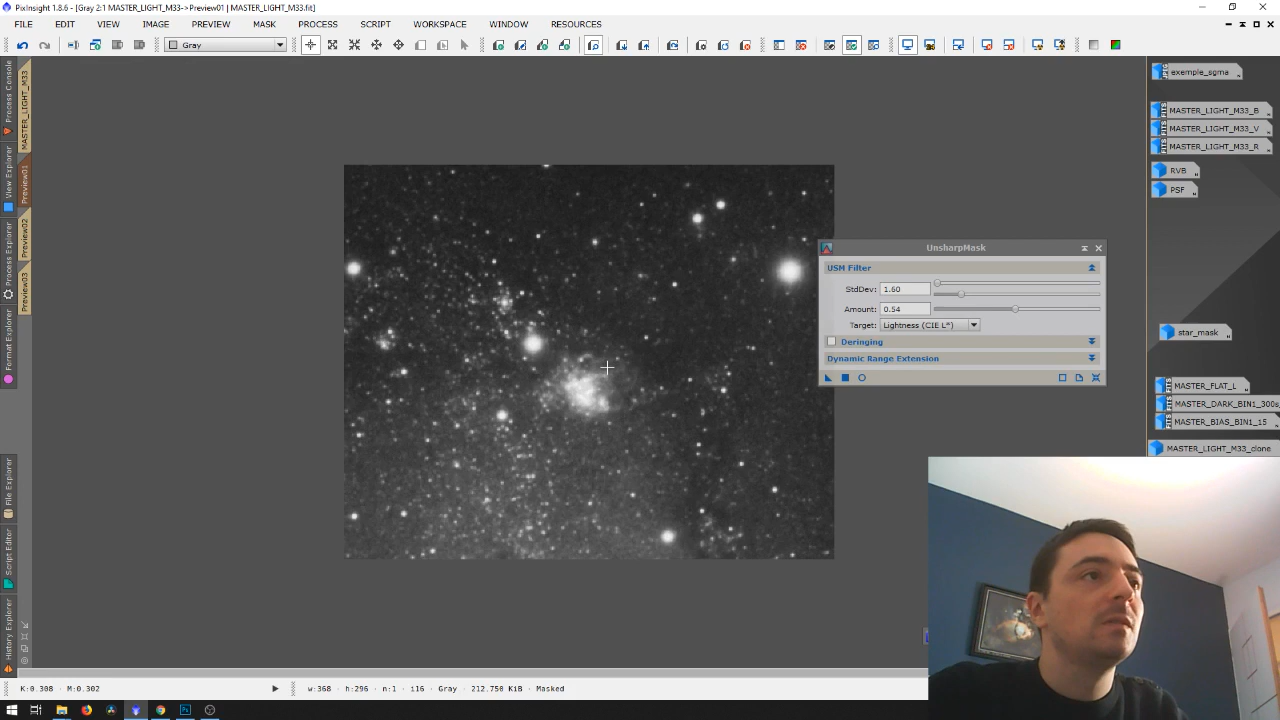 PixInsight 1.8.6 - [Gray 2:1 MASTER_LIGHT_M33->Preview01 | MASTER_LIGHT_M33.fit]
FILE EDIT VIEW IMAGE PREVIEW MASK PROCESS SCRIPT WORKSPACE WINDOW RESOURCES
Gray
Process Console
View Explorer
Process Explorer
Format Explorer
File Explorer
Script Editor
History Explorer
MASTER_LIGHT_M33
Preview01
Preview02
Preview03
UnsharpMask
USM Filter
StdDev: 1.60
Amount: 0.54
Target: Lightness (CIE L*)
Deringing
Dynamic Range Extension
exemple_sgma
MASTER_LIGHT_M33_B
MASTER_LIGHT_M33_V
MASTER_LIGHT_M33_R
RVB
PSF
star_mask
MASTER_FLAT_L
MASTER_DARK_BIN1_300s
MASTER_BIAS_BIN1_15
MASTER_LIGHT_M33_clone
K:0.308 · M:0.302
w:368 · h:296 · n:1 · i16 · Gray · 212.750 KiB · Masked